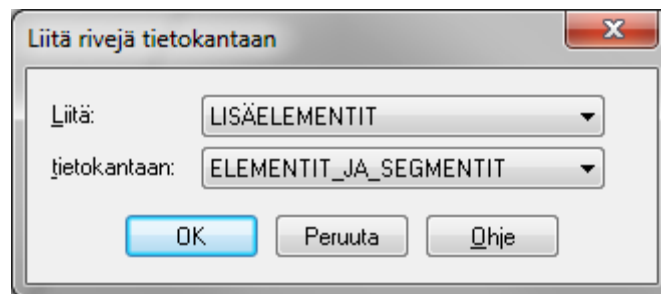 Liitä rivejä tietokantaan
Liitä: LISÄELEMENTIT
tietokantaan: ELEMENTIT_JA_SEGMENTIT
OK Peruuta Ohje